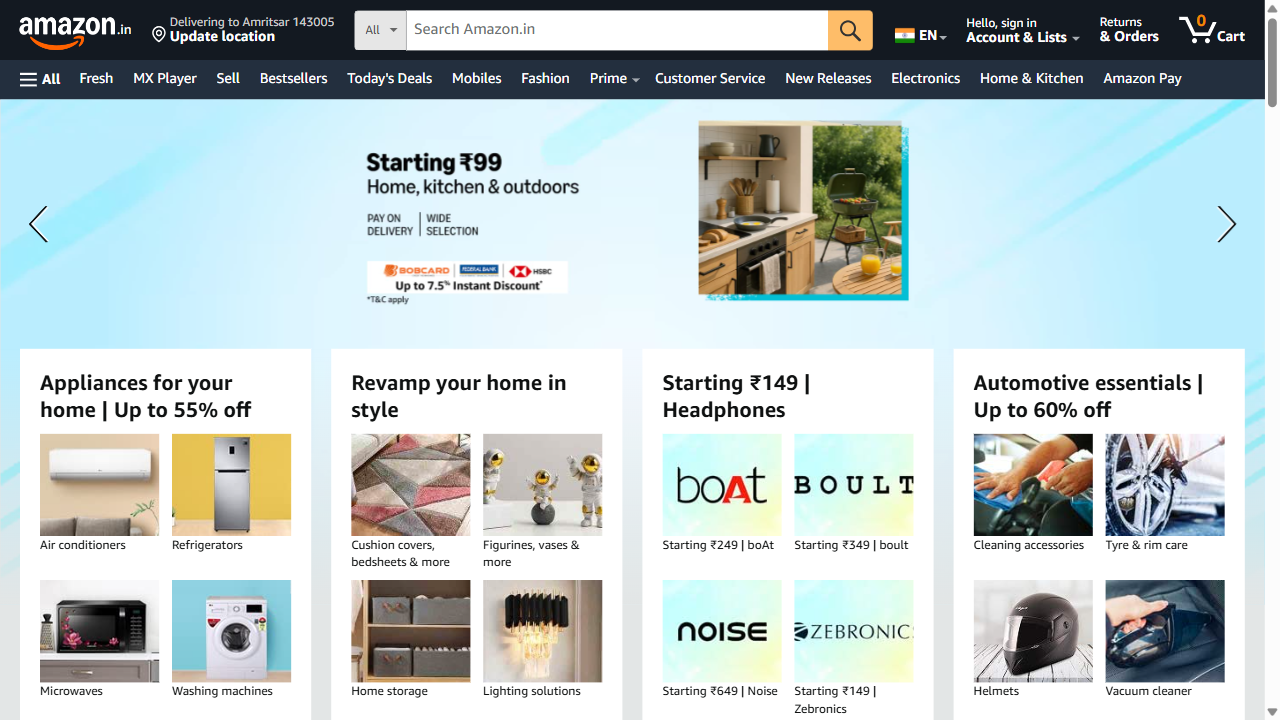 amazon.in
Delivering to Amritsar 143005
Update location
All
Search Amazon.in
EN
Hello, sign in
Account & Lists
Returns
& Orders
0
Cart
All
Fresh
MX Player
Sell
Bestsellers
Today's Deals
Mobiles
Fashion
Prime
Customer Service
New Releases
Electronics
Home & Kitchen
Amazon Pay
Starting ₹99
Home, kitchen & outdoors
PAY ON
DELIVERY
WIDE
SELECTION
BOBCARD
FEDERAL BANK
HSBC
Up to 7.5% Instant Discount*
*T&C apply
Appliances for your
home | Up to 55% off
Air conditioners
Refrigerators
Microwaves
Washing machines
Revamp your home in
style
Cushion covers,
bedsheets & more
Figurines, vases &
more
Home storage
Lighting solutions
Starting ₹149 |
Headphones
boAt
BOULT
Starting ₹249 | boAt
Starting ₹349 | boult
noise
ZEBRONIC
Starting ₹649 | Noise
Starting ₹149 |
Zebronics
Automotive essentials |
Up to 60% off
Cleaning accessories
Tyre & rim care
Helmets
Vacuum cleaner